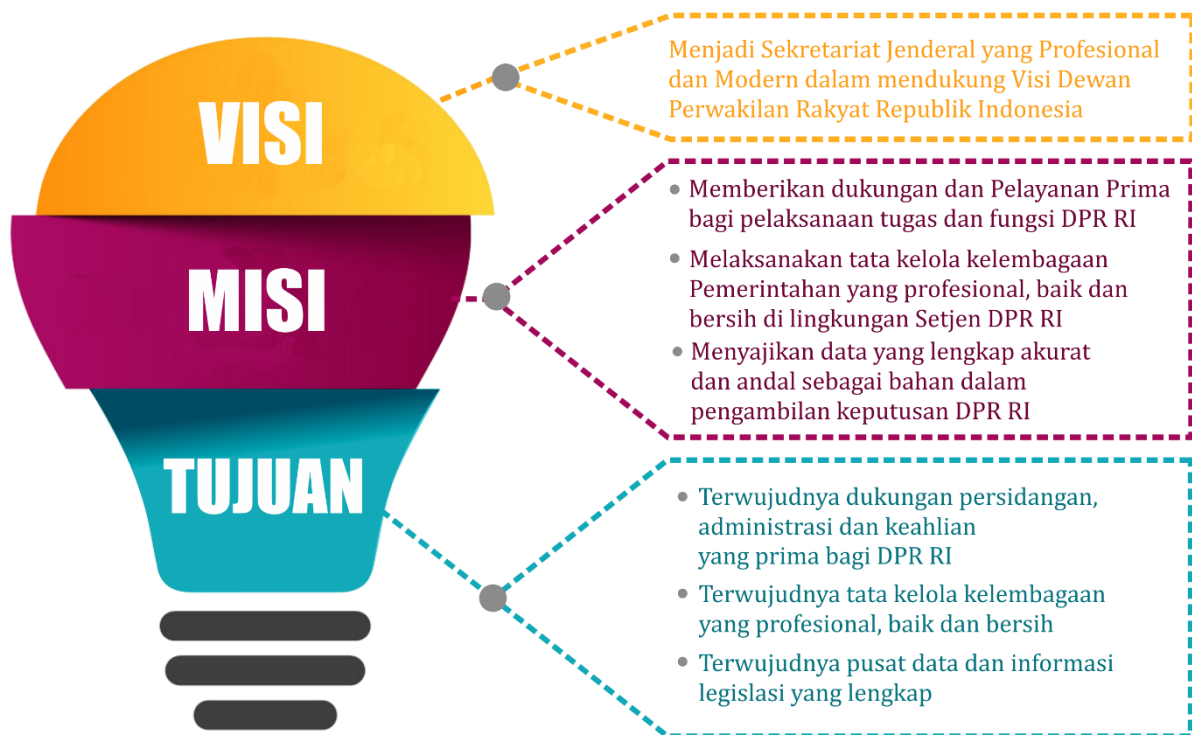 VISI
Menjadi Sekretariat Jenderal yang Profesional
dan Modern dalam mendukung Visi Dewan
Perwakilan Rakyat Republik Indonesia
MISI
• Memberikan dukungan dan Pelayanan Prima
bagi pelaksanaan tugas dan fungsi DPR RI
• Melaksanakan tata kelola kelembagaan
Pemerintahan yang profesional, baik dan
bersih di lingkungan Setjen DPR RI
• Menyajikan data yang lengkap akurat
dan andal sebagai bahan dalam
pengambilan keputusan DPR RI
TUJUAN
• Terwujudnya dukungan persidangan,
administrasi dan keahlian
yang prima bagi DPR RI
• Terwujudnya tata kelola kelembagaan
yang profesional, baik dan bersih
• Terwujudnya pusat data dan informasi
legislasi yang lengkap